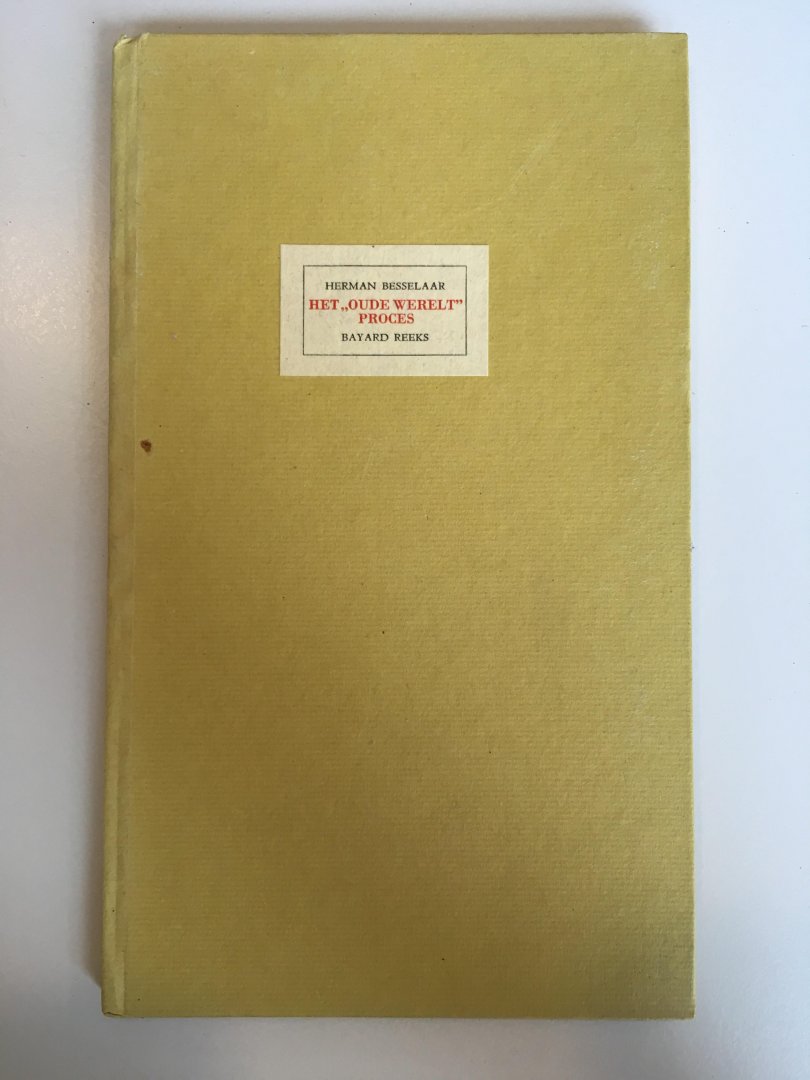 HERMAN BESSELAAR
HET „OUDE WERELT”
PROCES
BAYARD REEKS